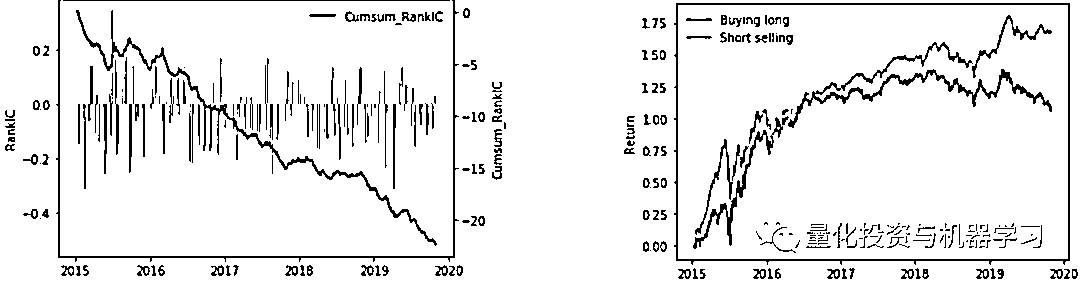 Cumsum_RankIC
0.2
0.0
−0.2
−0.4
RankIC
0
−5
−10
−15
−20
Cumsum_RankIC
2015 2016 2017 2018 2019 2020
Buying long
Short selling
1.75
1.50
1.25
1.00
0.75
0.50
0.25
0.00
Return
2015 2016 2017 2018 2019 2020
量化投资与机器学习